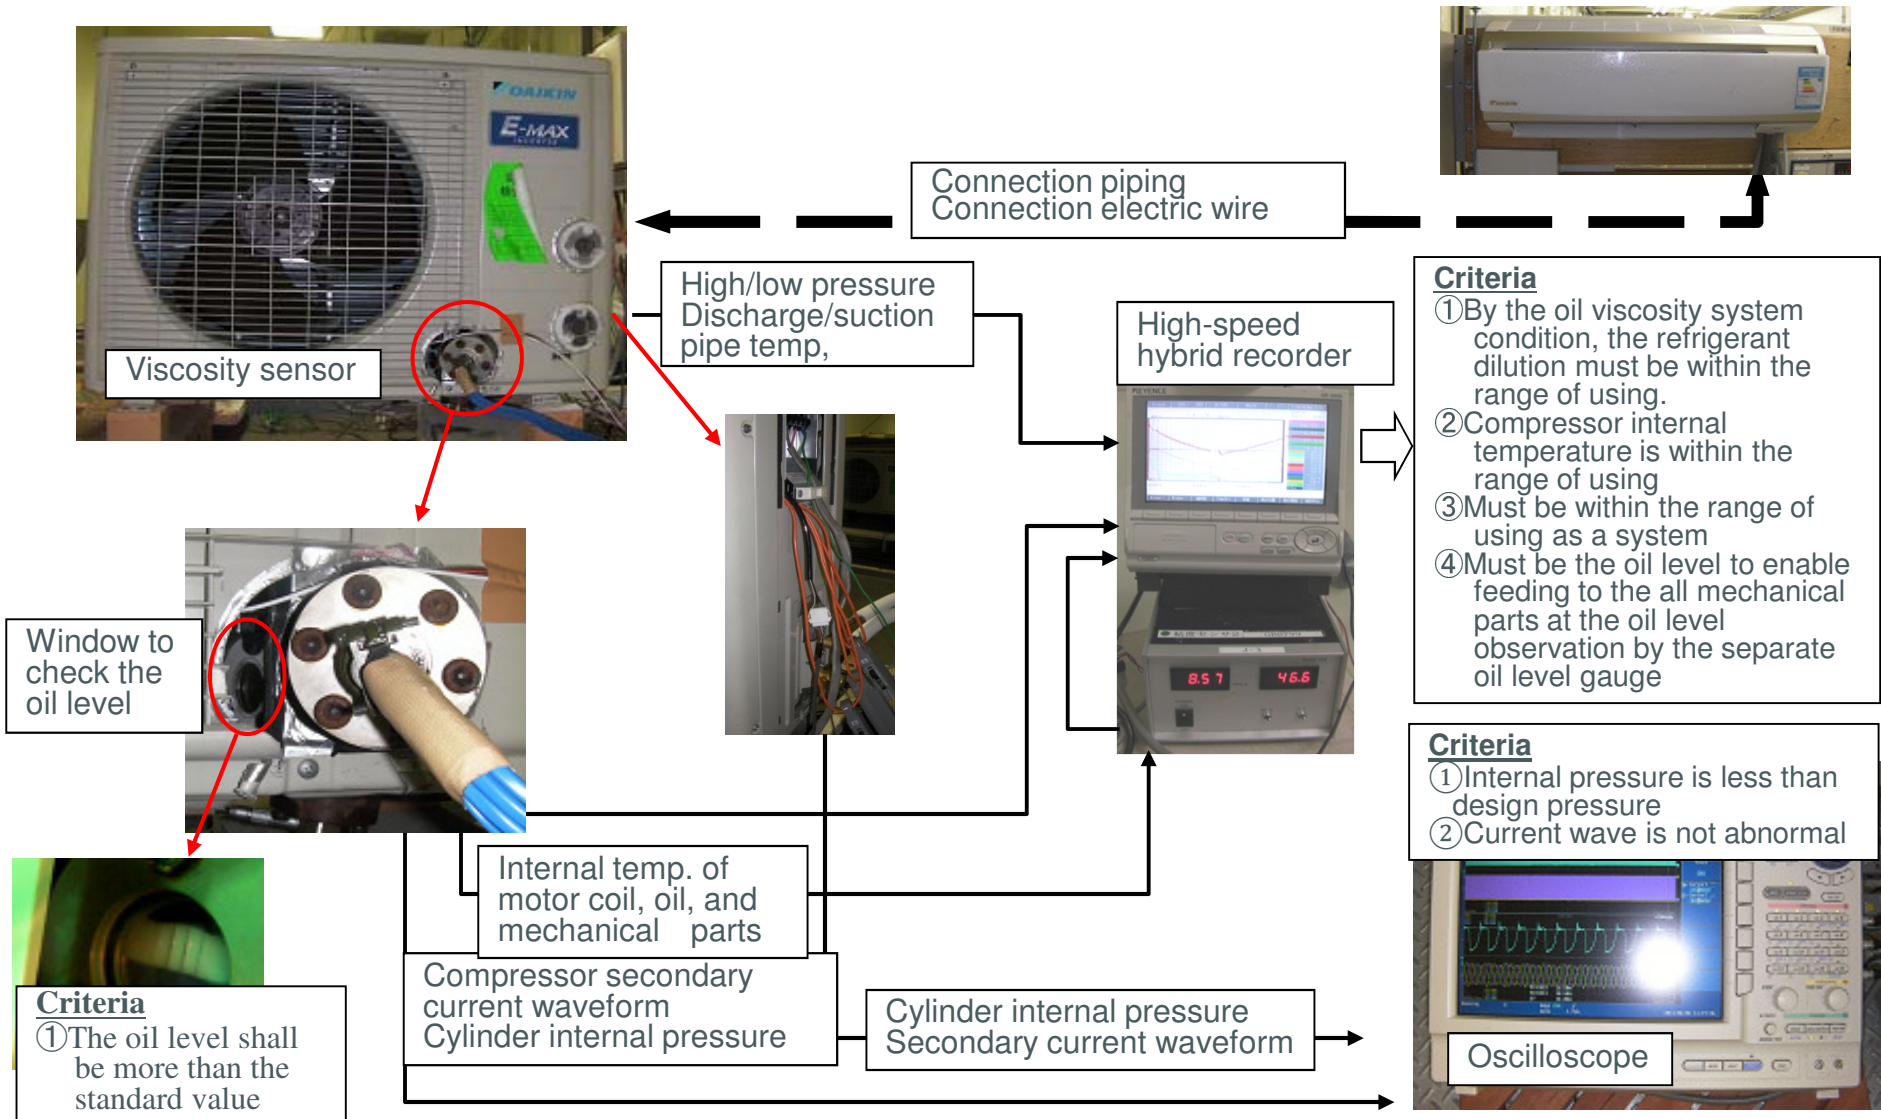 DAIKIN
E-MAX
INVERTER
Connection piping
Connection electric wire
High/low pressure
Discharge/suction
pipe temp,
High-speed
hybrid recorder
Viscosity sensor
Criteria
①By the oil viscosity system
condition, the refrigerant
dilution must be within the
range of using.
②Compressor internal
temperature is within the
range of using
③Must be within the range of
using as a system
④Must be the oil level to enable
feeding to the all mechanical
parts at the oil level
observation by the separate
oil level gauge
KEYENCE
8.57
46.6
Window to
check the
oil level
Criteria
①Internal pressure is less than
design pressure
②Current wave is not abnormal
Internal temp. of
motor coil, oil, and
mechanical parts
Compressor secondary
current waveform
Cylinder internal pressure
Cylinder internal pressure
Secondary current waveform
Oscilloscope
Criteria
①The oil level shall
be more than the
standard value